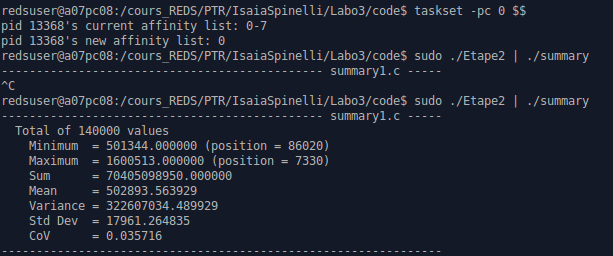 redsuser@a07pc08:/cours_REDS/PTR/IsaiaSpinelli/Labo3/code$ taskset -pc 0 $$
pid 13368's current affinity list: 0-7
pid 13368's new affinity list: 0
redsuser@a07pc08:/cours_REDS/PTR/IsaiaSpinelli/Labo3/code$ sudo ./Etape2 | ./summary
---------------------------------------------- summary1.c -----
^C
redsuser@a07pc08:/cours_REDS/PTR/IsaiaSpinelli/Labo3/code$ sudo ./Etape2 | ./summary
---------------------------------------------- summary1.c -----
  Total of 140000 values
    Minimum  = 501344.000000 (position = 86020)
    Maximum  = 1600513.000000 (position = 7330)
    Sum      = 70405098950.000000
    Mean     = 502893.563929
    Variance = 322607034.489929
    Std Dev  = 17961.264835
    CoV      = 0.035716
---------------------------------------------------------------